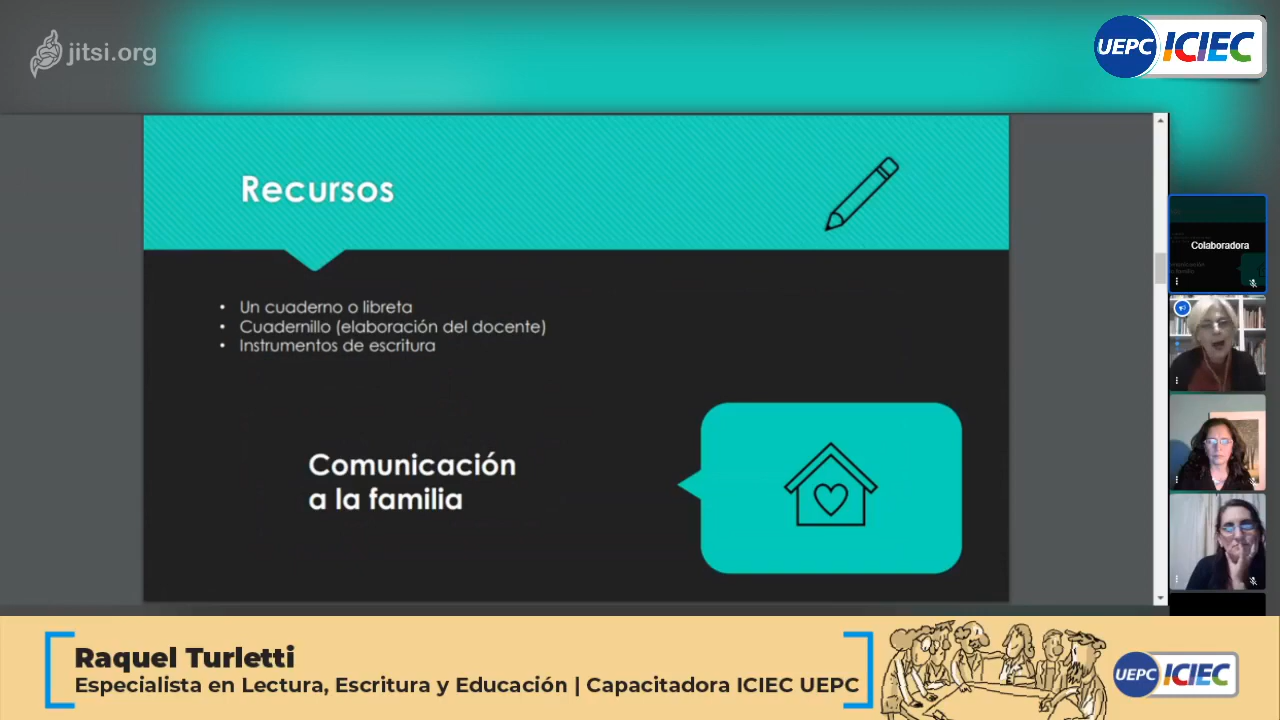 jitsi.org
UEPC ICIEC
Recursos
• Un cuaderno o libreta
• Cuadernillo (elaboración del docente)
• Instrumentos de escritura
Comunicación
a la familia
Colaboradora
Raquel Turletti
Especialista en Lectura, Escritura y Educación | Capacitadora ICIEC UEPC
UEPC ICIEC